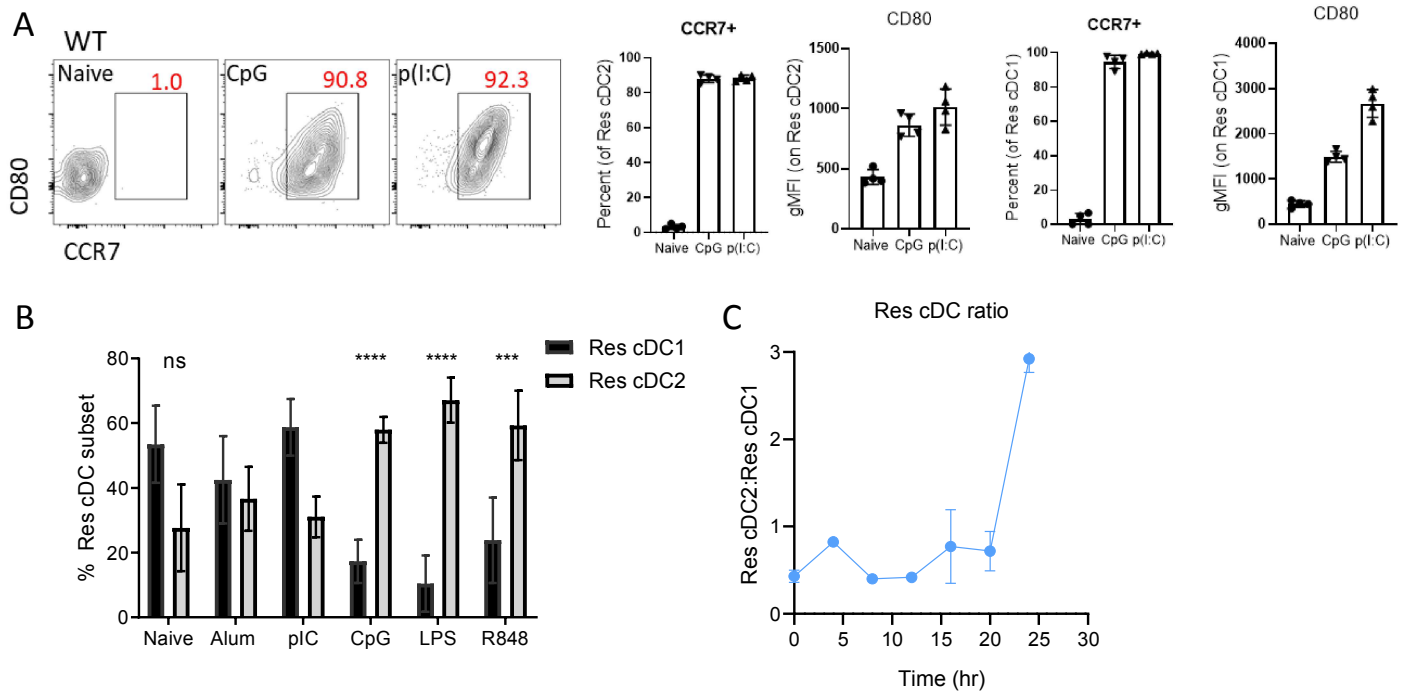 A
WT
Naive
1.0
CpG
90.8
p(I:C)
92.3
CD80
CCR7
CCR7+
Percent (of Res cDC2)
100
80
60
40
20
0
Naive CpG p(I:C)
CD80
gMFI (on Res cDC2)
1500
1000
500
0
Naive CpG p(I:C)
CCR7+
Percent (of Res cDC1)
100
80
60
40
20
0
Naive CpG p(I:C)
CD80
gMFI (on Res cDC1)
4000
3000
2000
1000
0
Naive CpG p(I:C)
B
% Res cDC subset
80
60
40
20
0
ns
****
****
***
Res cDC1
Res cDC2
Naive Alum pIC CpG LPS R848
C
Res cDC ratio
Res cDC2:Res cDC1
3
2
1
0
0 5 10 15 20 25 30
Time (hr)